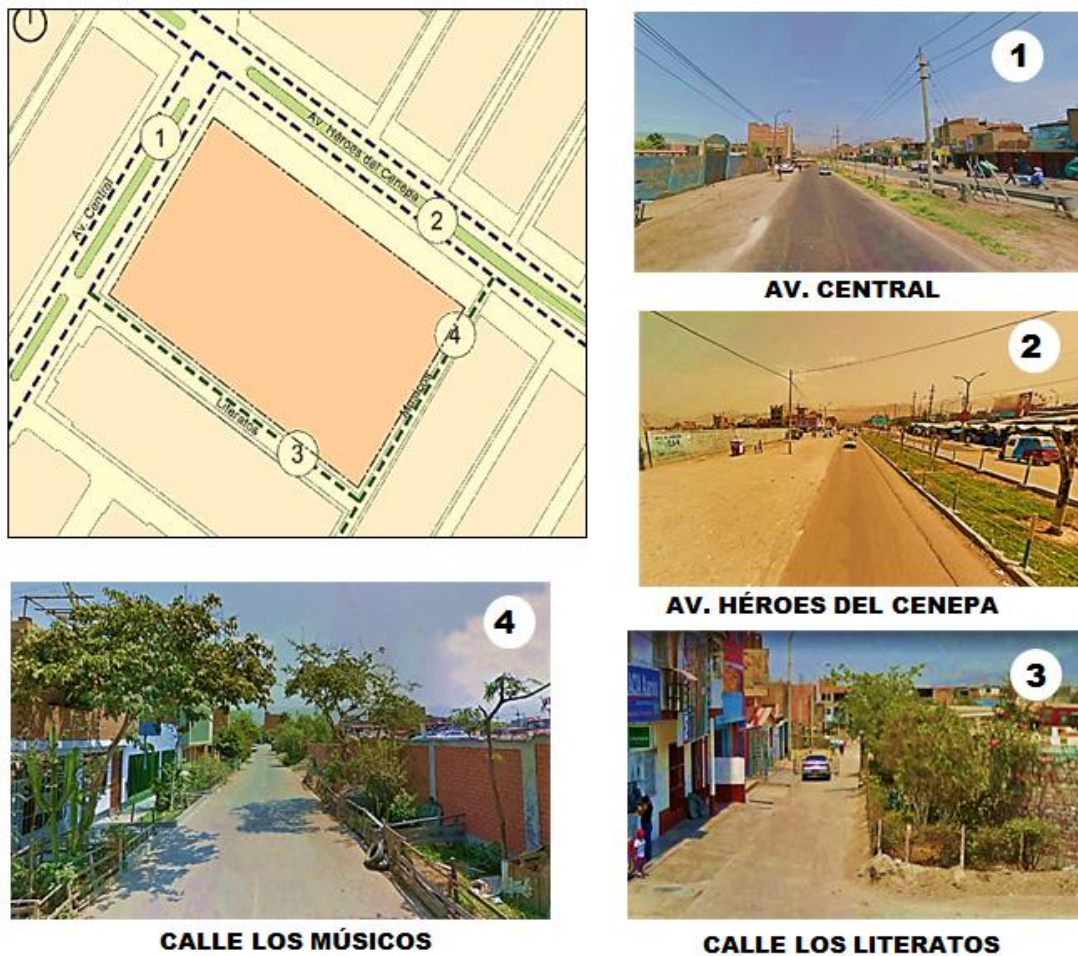 1
Av. Héroes del Cenepa
Av. Central
2
4
Músicos
Literatos
3
1
AV. CENTRAL
2
AV. HÉROES DEL CENEPA
4
CALLE LOS MÚSICOS
3
CALLE LOS LITERATOS